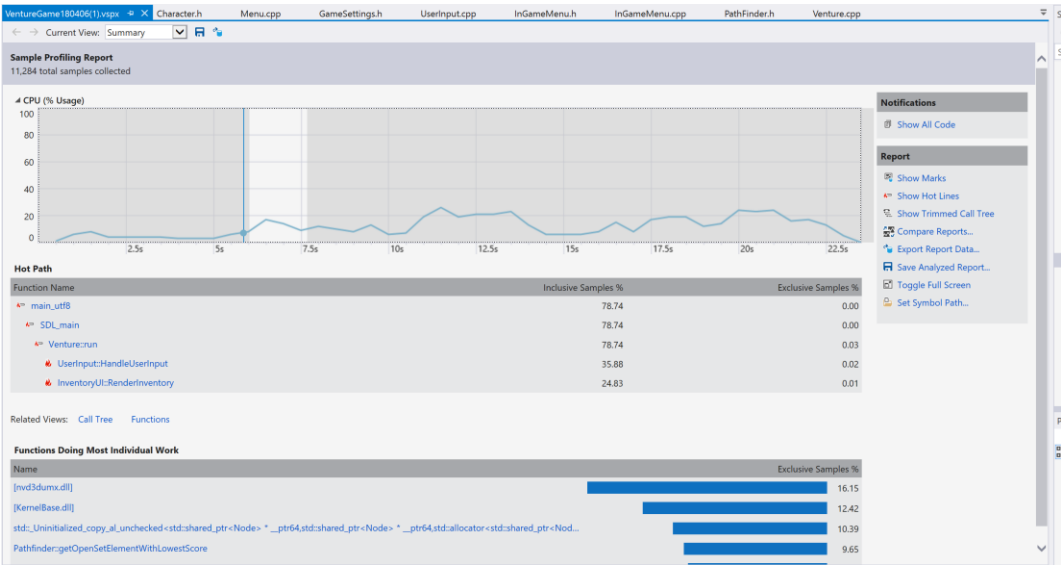 VentureGame180406(1).vspx Character.h Menu.cpp GameSettings.h UserInput.cpp InGameMenu.h InGameMenu.cpp PathFinder.h Venture.cpp
Current View: Summary
Sample Profiling Report
11,284 total samples collected
CPU (% Usage)
100
80
60
40
20
0
2.5s 5s 7.5s 10s 12.5s 15s 17.5s 20s 22.5s
Notifications
Show All Code
Report
Show Marks
Show Hot Lines
Show Trimmed Call Tree
Compare Reports...
Export Report Data...
Save Analyzed Report...
Toggle Full Screen
Set Symbol Path...
Hot Path
Function Name Inclusive Samples % Exclusive Samples %
main_utf8 78.74 0.00
SDL_main 78.74 0.00
Venture::run 78.74 0.03
UserInput::HandleUserInput 35.88 0.02
InventoryUI::RenderInventory 24.83 0.01
Related Views: Call Tree Functions
Functions Doing Most Individual Work
Name Exclusive Samples %
[nvd3dumx.dll] 16.15
[KernelBase.dll] 12.42
std::_Uninitialized_copy_al_unchecked<std::shared_ptr<Node> * __ptr64,std::shared_ptr<Node> * __ptr64,std::allocator<std::shared_ptr<Nod... 10.39
Pathfinder::getOpenSetElementWithLowestScore 9.65